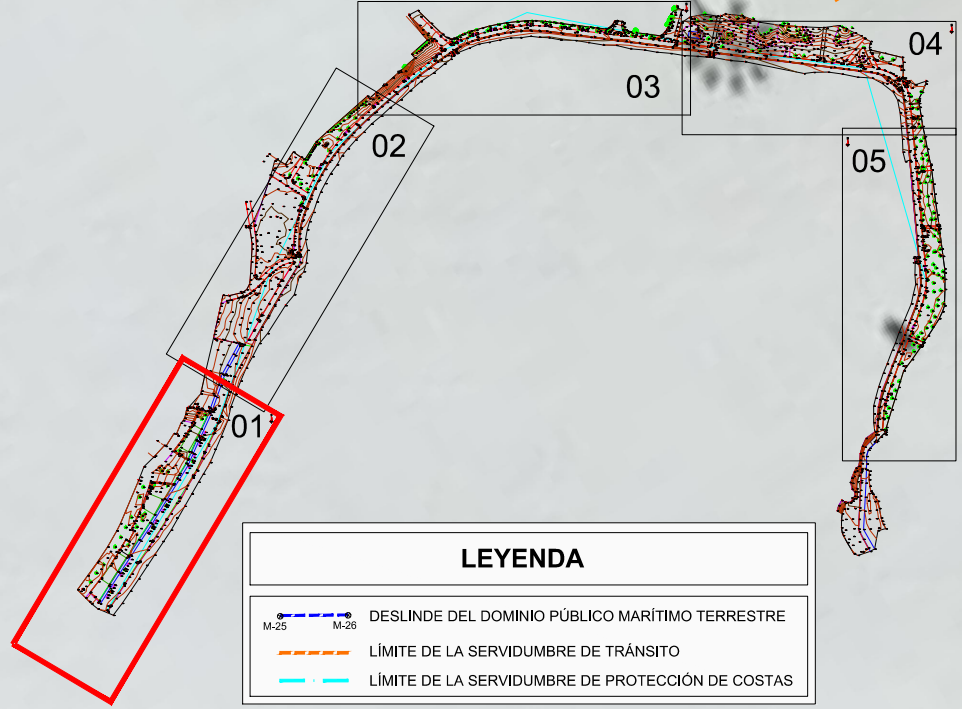 04
03
02
05
01
LEYENDA
M-25 M-26 DESLINDE DEL DOMINIO PÚBLICO MARÍTIMO TERRESTRE
LÍMITE DE LA SERVIDUMBRE DE TRÁNSITO
LÍMITE DE LA SERVIDUMBRE DE PROTECCIÓN DE COSTAS